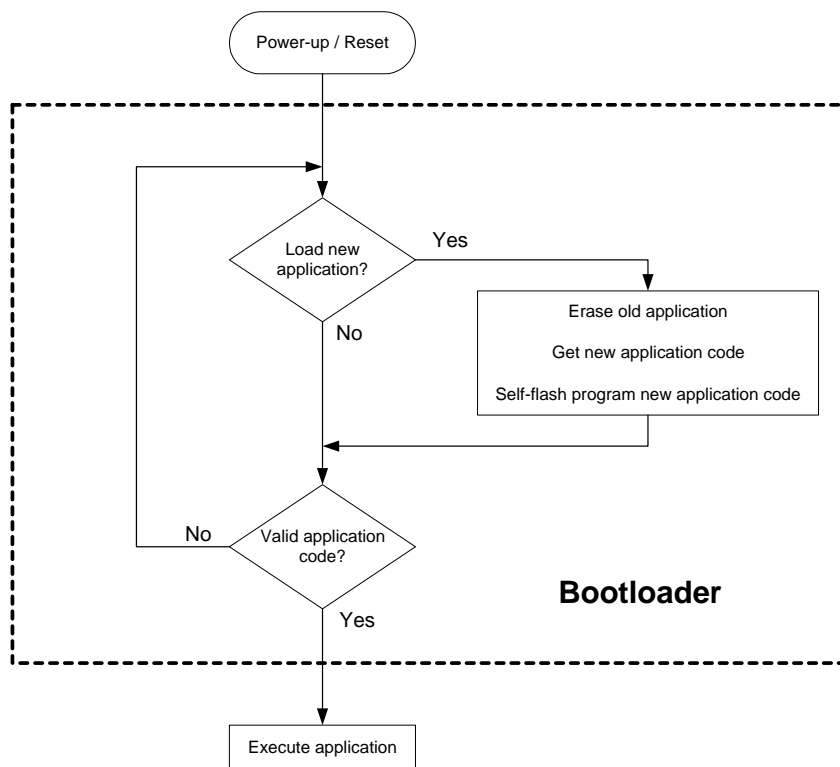 Power-up / Reset
Load new
application?
Yes
No
Erase old application
Get new application code
Self-flash program new application code
Valid application
code?
No
Yes
Bootloader
Execute application